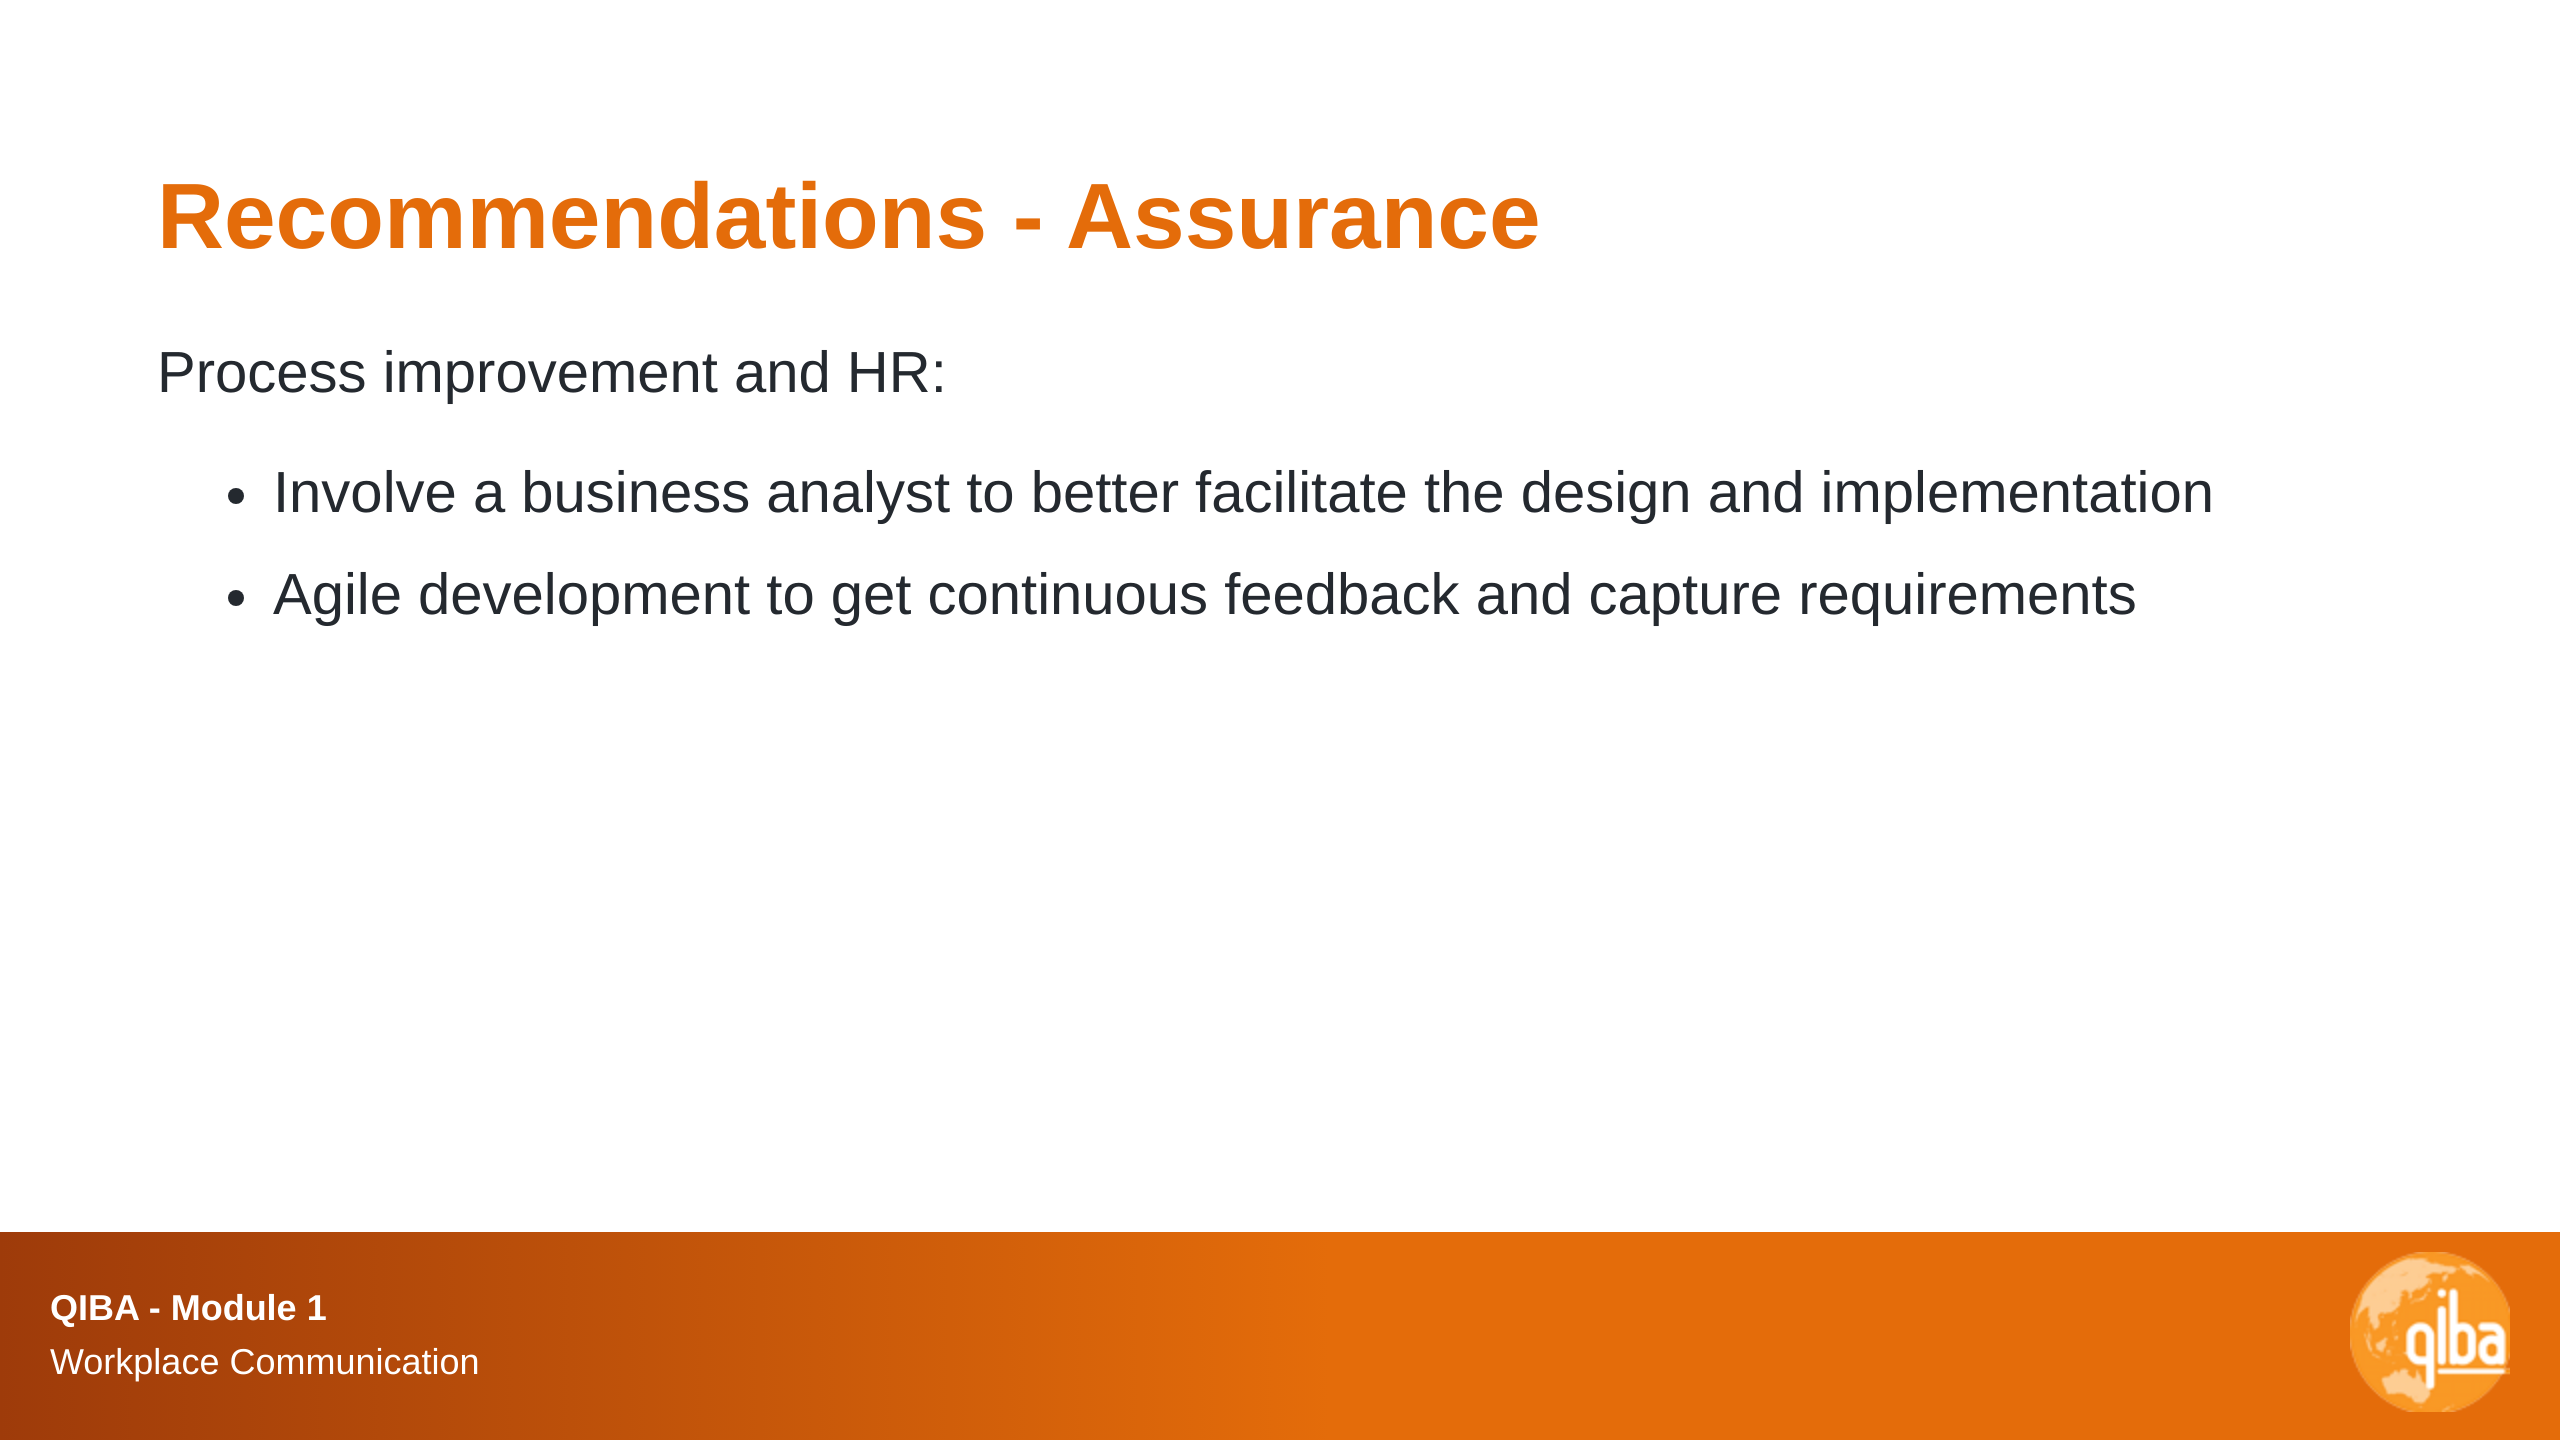 Recommendations - Assurance
Process improvement and HR:
• Involve a business analyst to better facilitate the design and implementation
• Agile development to get continuous feedback and capture requirements
QIBA - Module 1
Workplace Communication
qiba